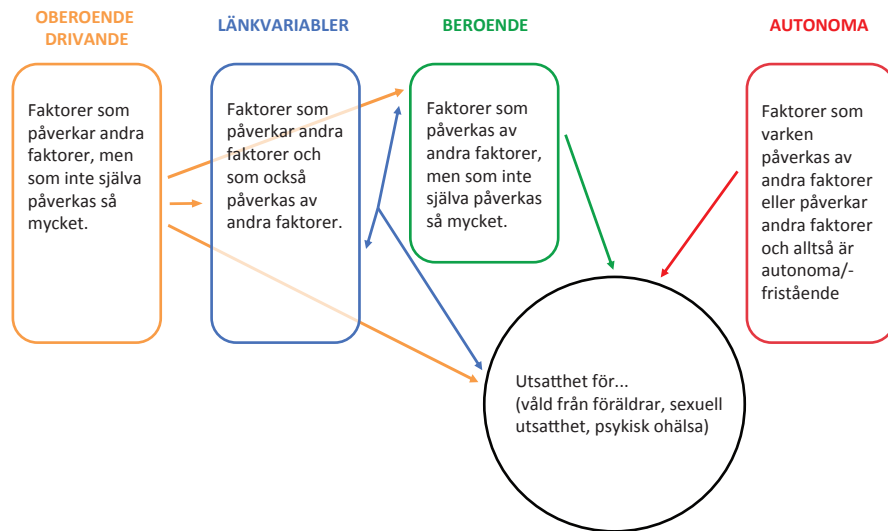 OBEROENDE
DRIVANDE
LÄNKVARIABLER
BEROENDE
AUTONOMA
Faktorer som
påverkar andra
faktorer, men
som inte själva
påverkas så
mycket.
Faktorer som
påverkar andra
faktorer och
som också
påverkas av
andra faktorer.
Faktorer som
påverkas av
andra faktorer,
men som inte
själva påverkas
så mycket.
Faktorer som
varken
påverkas av
andra faktorer
eller påverkar
andra faktorer
och alltså är
autonoma/-
fristående
Utsatthet för...
(våld från föräldrar, sexuell
utsatthet, psykisk ohälsa)